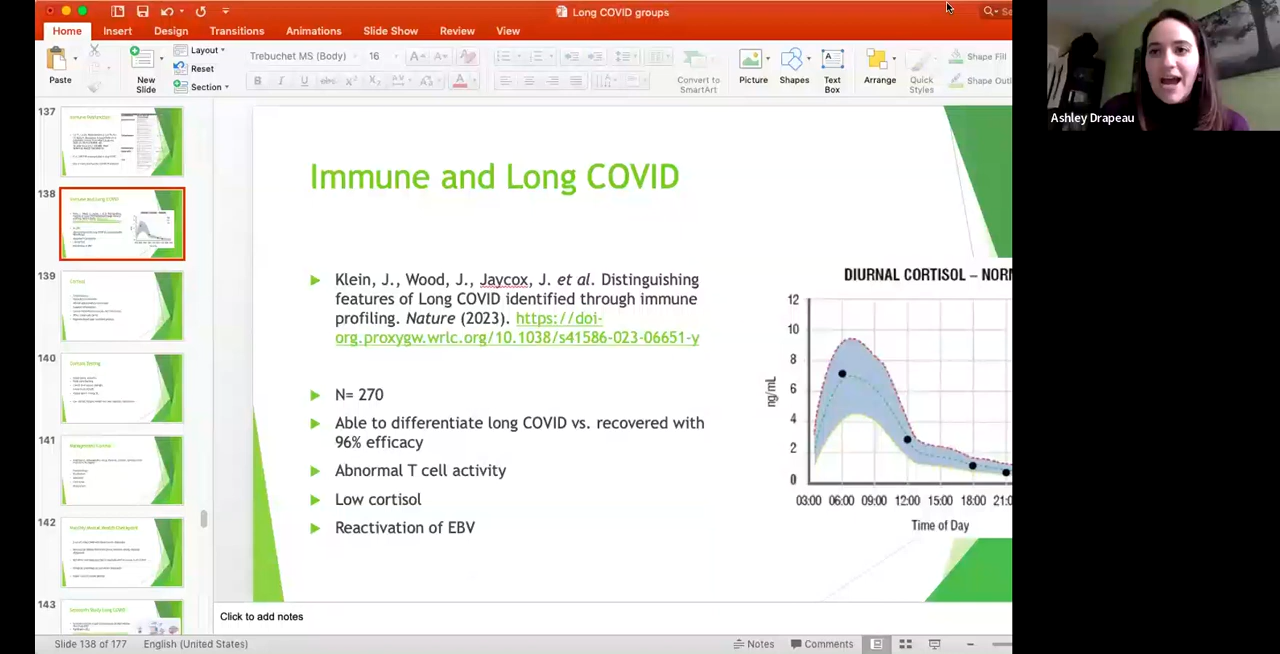 Long COVID groups
Home Insert Design Transitions Animations Slide Show Review View
Paste
New
Slide
Layout
Reset
Section
Trebuchet MS (Body) 16
Convert to
SmartArt
Picture
Shapes
Text
Box
Arrange
Quick
Styles
Shape Fill
Ashley Drapeau
137
138
139
140
141
142
143
Immune and Long COVID
Klein, J., Wood, J., Jaycox, J. et al. Distinguishing
features of Long COVID identified through immune
profiling. Nature (2023). https://doi-
org.proxygw.wrlc.org/10.1038/s41586-023-06651-y
N= 270
Able to differentiate long COVID vs. recovered with
96% efficacy
Abnormal T cell activity
Low cortisol
Reactivation of EBV
DIURNAL CORTISOL – NORM
12
10
8
6
4
2
0
ng/mL
03:00 06:00 09:00 12:00 15:00 18:00 21:0
Time of Day
Click to add notes
Slide 138 of 177 English (United States) Notes Comments